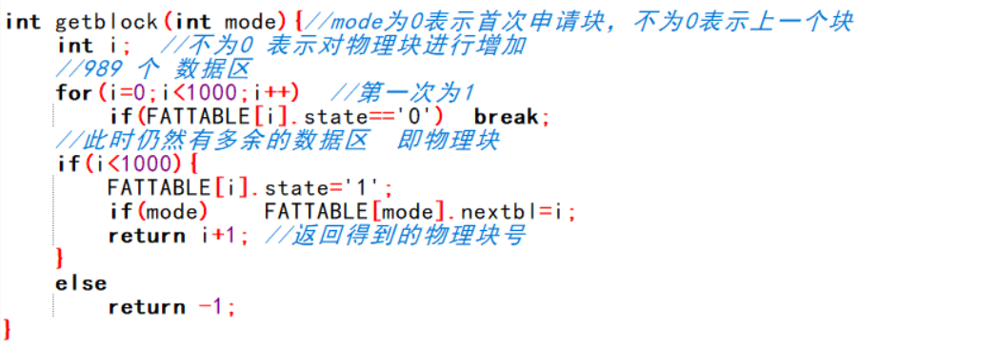 int getblock(int mode){//mode为0表示首次申请块，不为0表示上一个块
    int i;  //不为0 表示对物理块进行增加
    //989 个 数据区
    for(i=0;i<1000;i++)  //第一次为1
        if(FATTABLE[i].state=='0')  break;
    //此时仍然有多余的数据区  即物理块
    if(i<1000){
        FATTABLE[i].state='1';
        if(mode)    FATTABLE[mode].nextbl=i;
        return i+1; //返回得到的物理块号
    }
    else
        return -1;
}